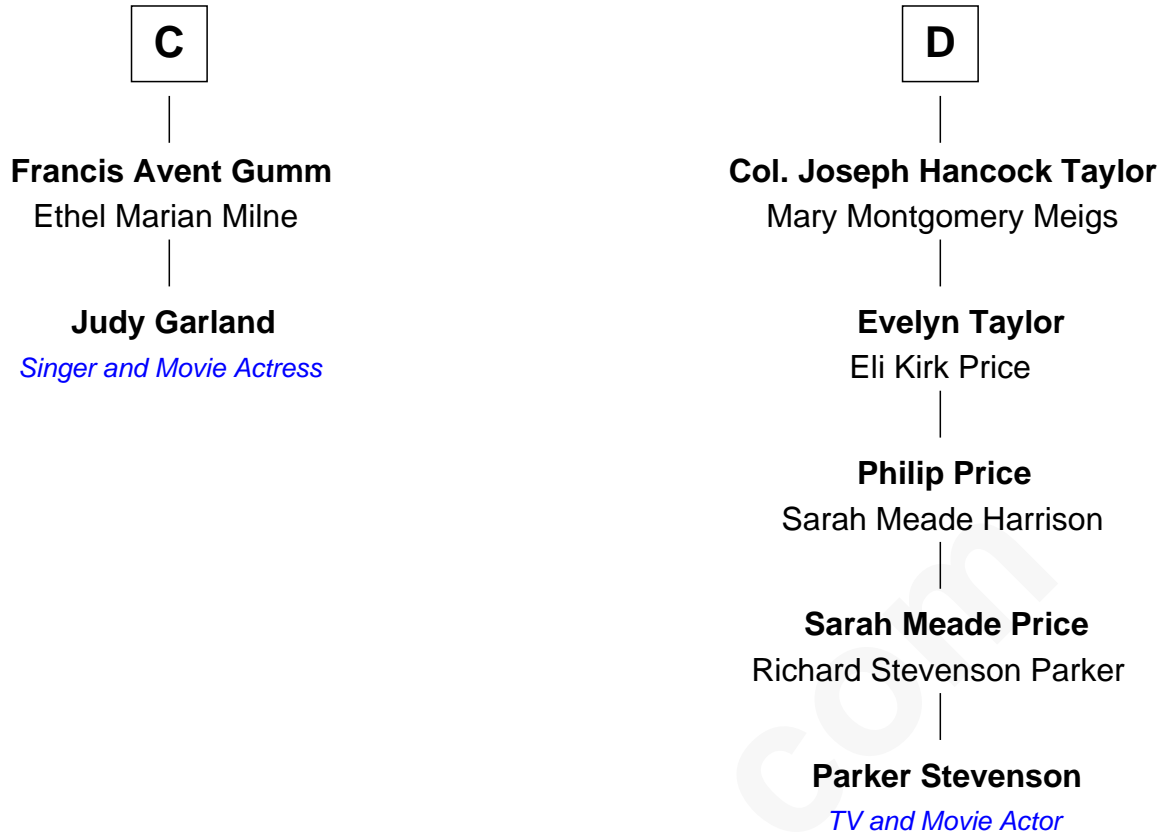 C
Francis Avent Gumm
Ethel Marian Milne
Judy Garland
Singer and Movie Actress
D
Col. Joseph Hancock Taylor
Mary Montgomery Meigs
Evelyn Taylor
Eli Kirk Price
Philip Price
Sarah Meade Harrison
Sarah Meade Price
Richard Stevenson Parker
Parker Stevenson
TV and Movie Actor
com